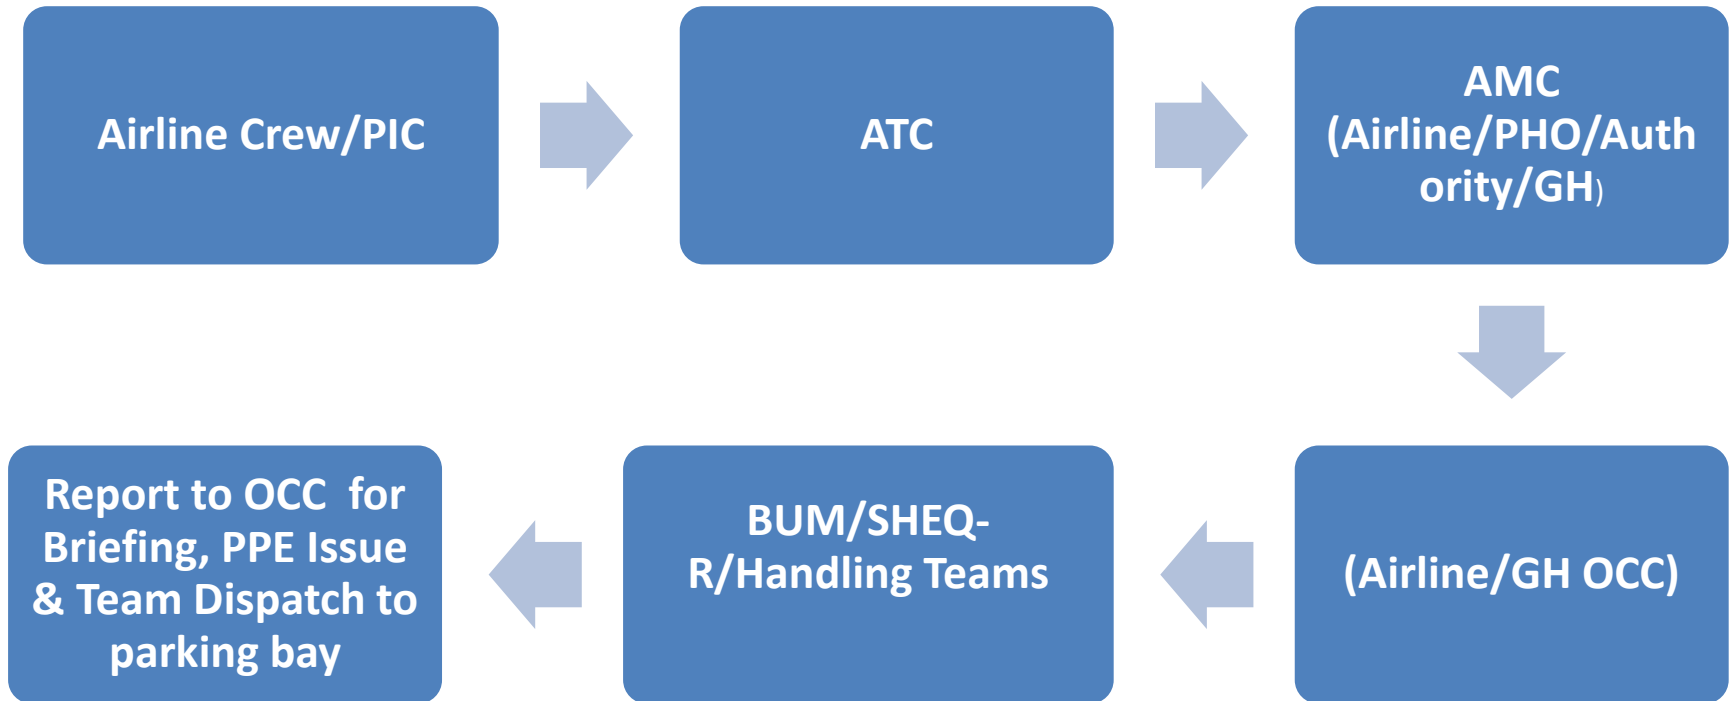 Airline Crew/PIC
ATC
AMC
(Airline/PHO/Auth
ority/GH)
Report to OCC  for
Briefing, PPE Issue
& Team Dispatch to
parking bay
BUM/SHEQ-
R/Handling Teams
(Airline/GH OCC)